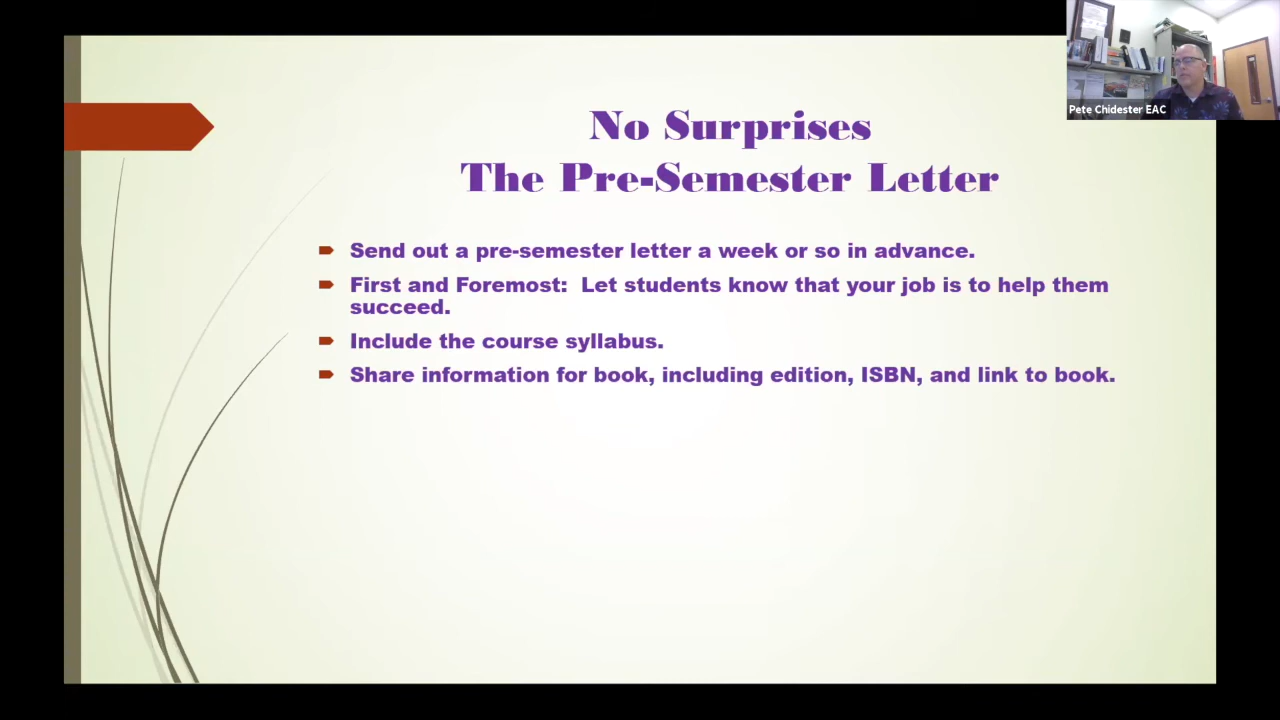 Pete Chidester EAC
No Surprises
The Pre-Semester Letter
Send out a pre-semester letter a week or so in advance.
First and Foremost:  Let students know that your job is to help them
succeed.
Include the course syllabus.
Share information for book, including edition, ISBN, and link to book.